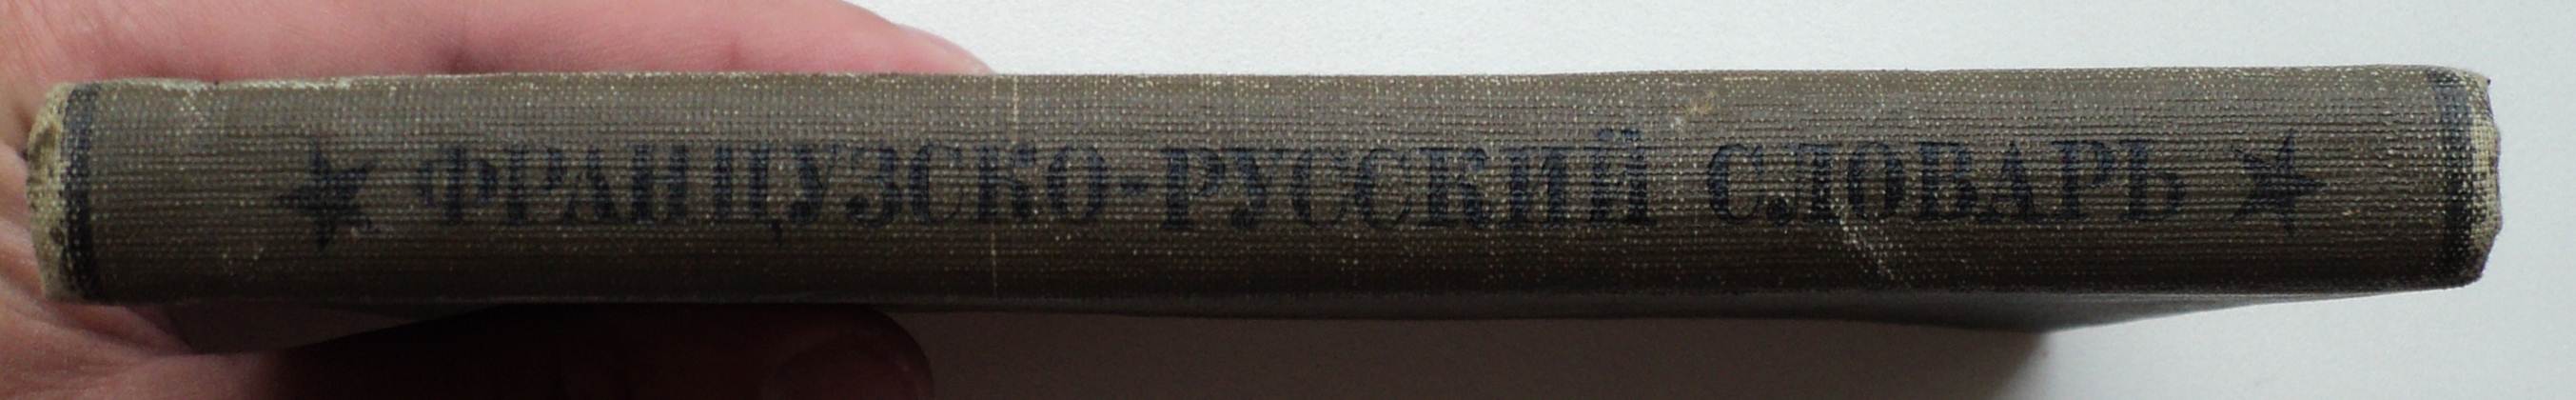 ФРАНЦУЗСКО-РУССКИЙ СЛОВАРЬ